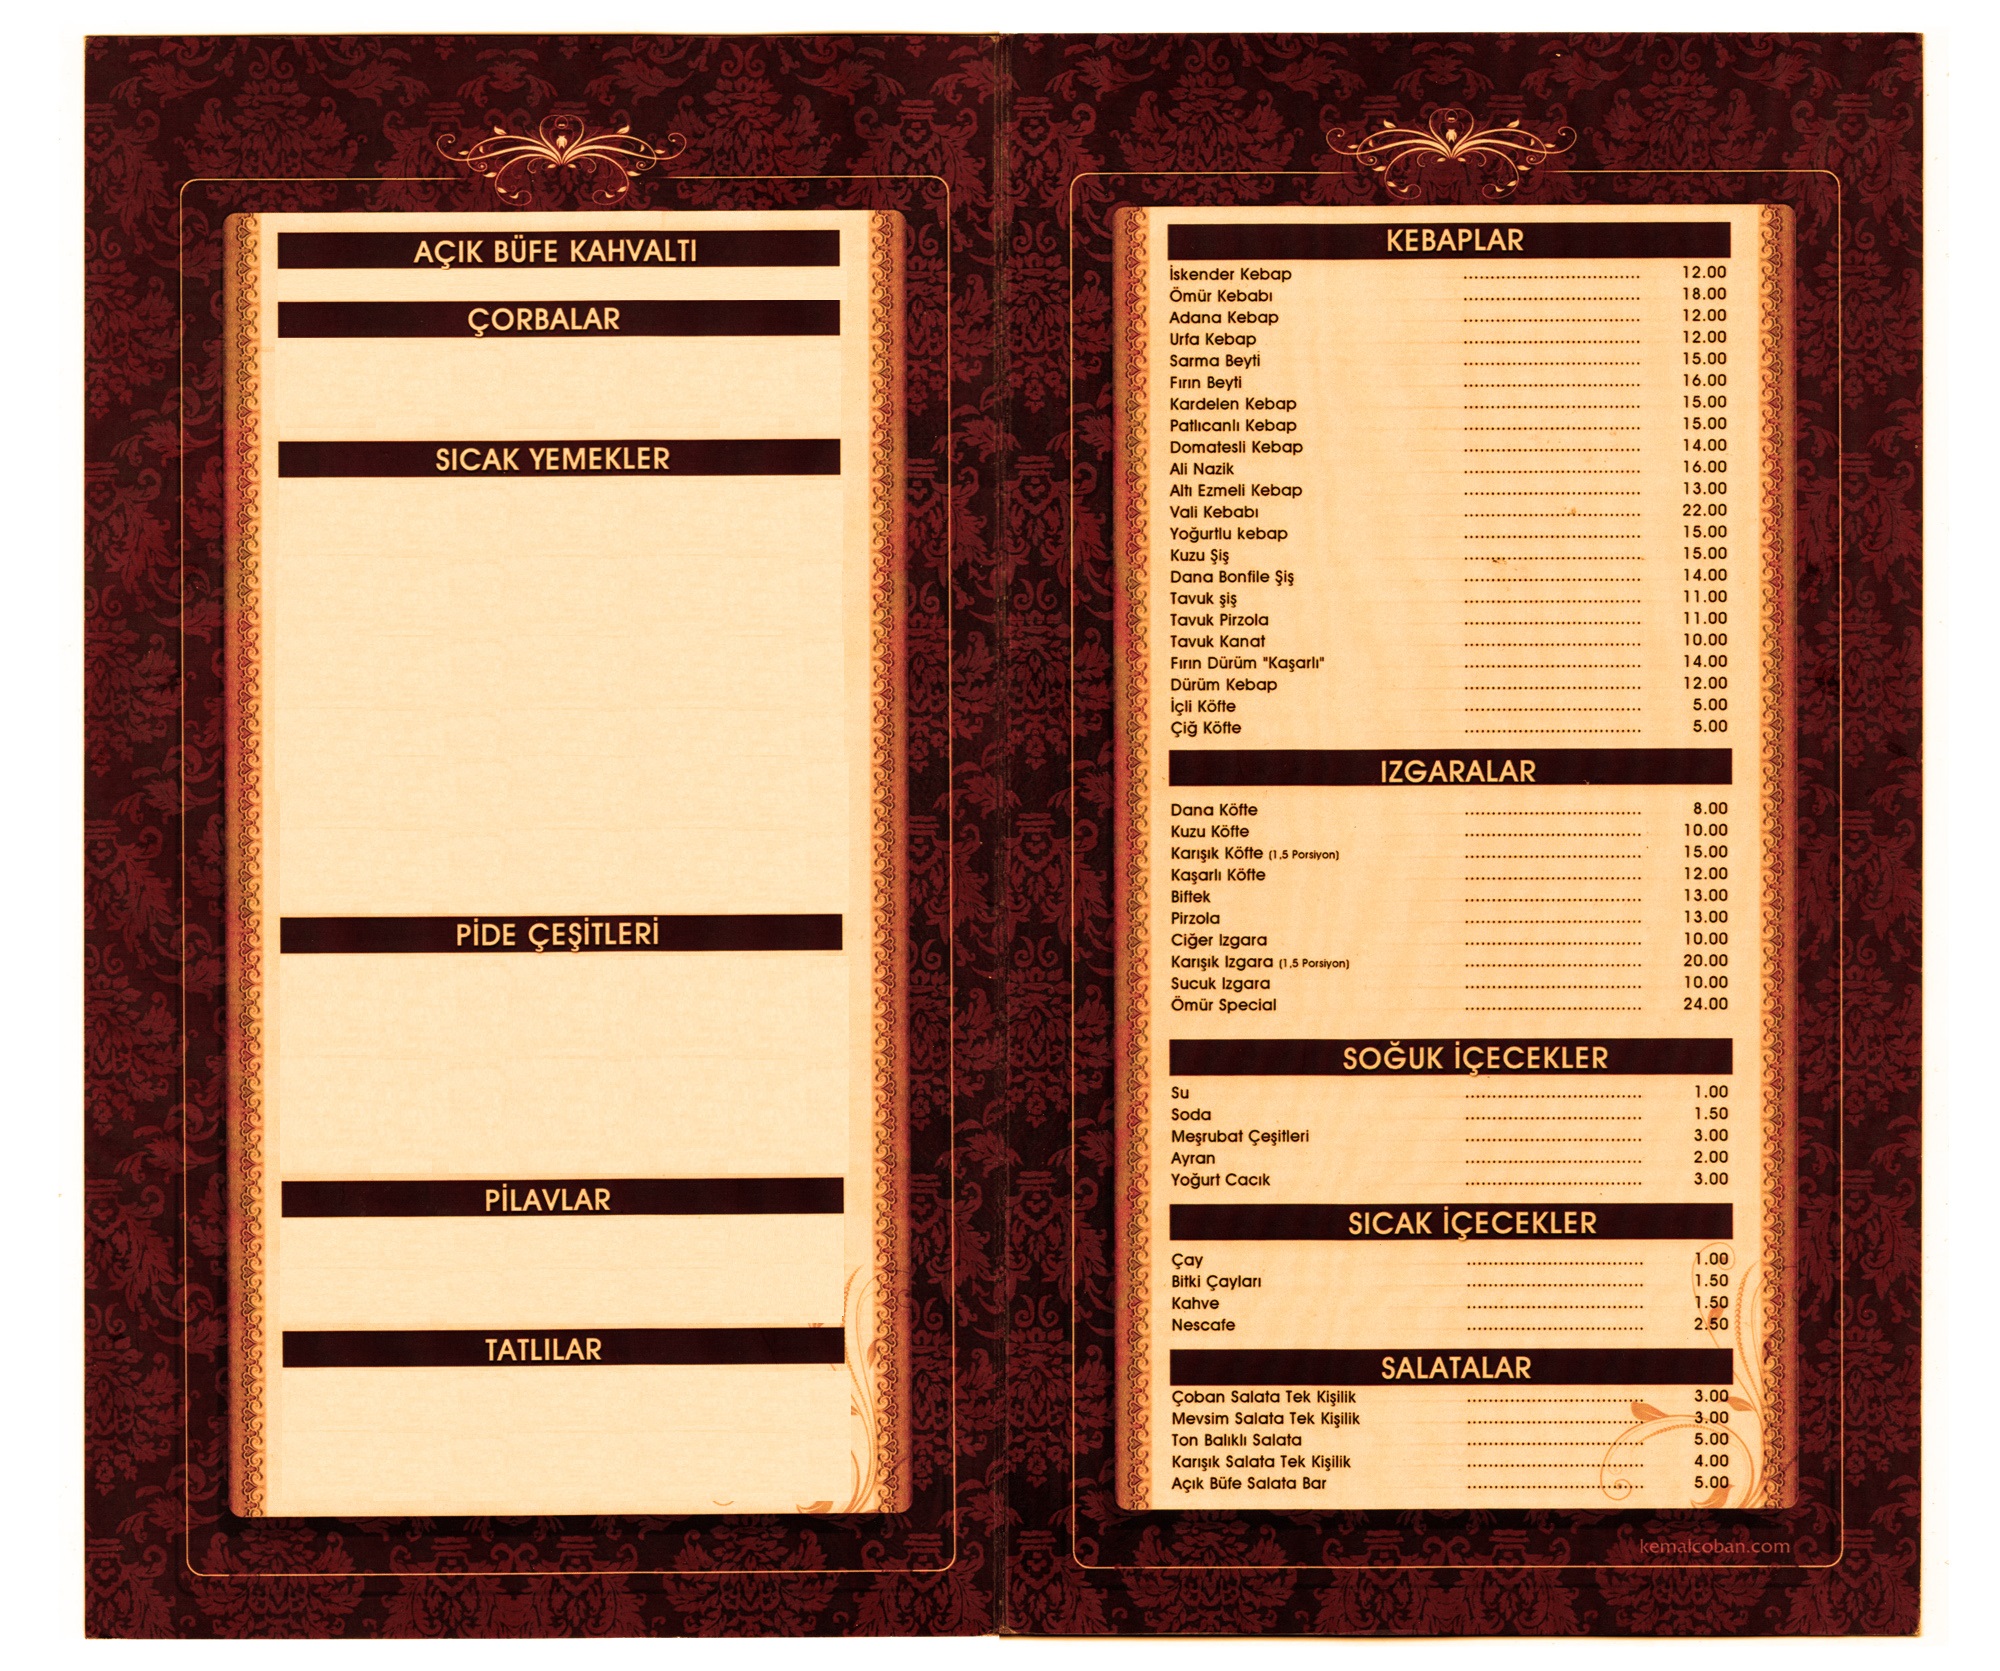 AÇIK BÜFE KAHVALTI
ÇORBALAR
SICAK YEMEKLER
PİDE ÇEŞİTLERİ
PİLAVLAR
TATLILAR
KEBAPLAR
İskender Kebap ........................................ 12.00
Ömür Kebabı ........................................ 18.00
Adana Kebap ........................................ 12.00
Urfa Kebap ........................................ 12.00
Sarma Beyti ........................................ 15.00
Fırın Beyti ........................................ 16.00
Kardelen Kebap ........................................ 15.00
Patlıcanlı Kebap ........................................ 15.00
Domatesli Kebap ........................................ 14.00
Ali Nazik ........................................ 16.00
Altı Ezmeli Kebap ........................................ 13.00
Vali Kebabı ........................................ 22.00
Yoğurtlu kebap ........................................ 15.00
Kuzu Şiş ........................................ 15.00
Dana Bonfile Şiş ........................................ 14.00
Tavuk şiş ........................................ 11.00
Tavuk Pirzola ........................................ 11.00
Tavuk Kanat ........................................ 10.00
Fırın Dürüm "Kaşarlı" ........................................ 14.00
Dürüm Kebap ........................................ 12.00
İçli Köfte ........................................ 5.00
Çiğ Köfte ........................................ 5.00
IZGARALAR
Dana Köfte ........................................ 8.00
Kuzu Köfte ........................................ 10.00
Karışık Köfte (1,5 Porsiyon) ........................................ 15.00
Kaşarlı Köfte ........................................ 12.00
Biftek ........................................ 13.00
Pirzola ........................................ 13.00
Ciğer Izgara ........................................ 10.00
Karışık Izgara (1,5 Porsiyon) ........................................ 20.00
Sucuk Izgara ........................................ 10.00
Ömür Special ........................................ 24.00
SOĞUK İÇECEKLER
Su ........................................ 1.00
Soda ........................................ 1.50
Meşrubat Çeşitleri ........................................ 3.00
Ayran ........................................ 2.00
Yoğurt Cacık ........................................ 3.00
SICAK İÇECEKLER
Çay ........................................ 1.00
Bitki Çayları ........................................ 1.50
Kahve ........................................ 1.50
Nescafe ........................................ 2.50
SALATALAR
Çoban Salata Tek Kişilik ........................................ 3.00
Mevsim Salata Tek Kişilik ........................................ 3.00
Ton Balıklı Salata ........................................ 5.00
Karışık Salata Tek Kişilik ........................................ 4.00
Açık Büfe Salata Bar ........................................ 5.00
kemalcoban.com